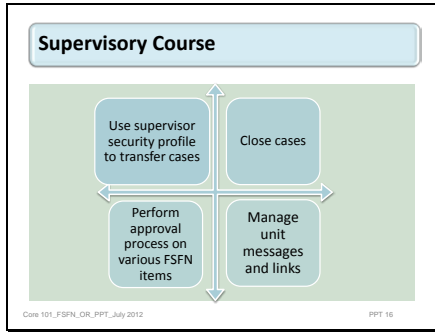 Supervisory Course
Use supervisor
security profile
to transfer cases
Close cases
Perform
approval
process on
various FSFN
items
Manage
unit
messages
and links
Core 101_FSFN_OR_PPT_July 2012
PPT 16